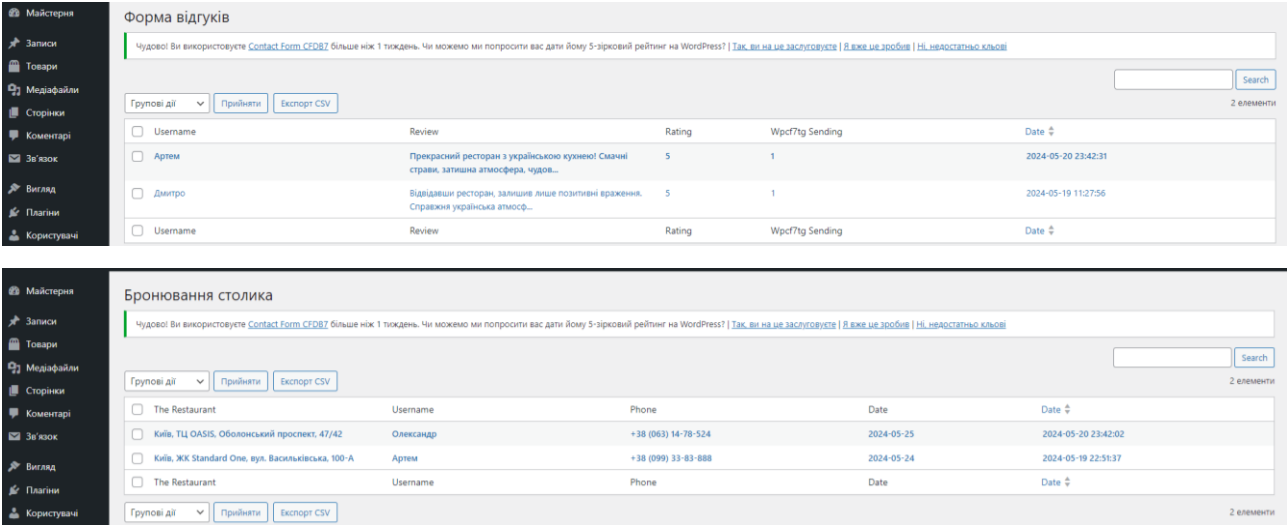 Майстерня
Форма відгуків
Записи
Чудово! Ви використовуєте Contact Form CFDB7 більше ніж 1 тиждень. Чи можемо ми попросити вас дати йому 5-зірковий рейтинг на WordPress? | Так, ви на це заслуговуєте | Я вже це зробив | Ні, недостатньо кльові
Товари
Медіафайли
Search
Сторінки
Групові дії Прийняти Експорт CSV
2 елементи
Коментарі
Username Review Rating Wpcf7tg Sending Date
Зв'язок
Артем Прекрасний ресторан з українською кухнею! Смачні 5 1 2024-05-20 23:42:31
страви, затишна атмосфера, чудов...
Вигляд
Дмитро Відвідавши ресторан, залишив лише позитивні враження. 5 1 2024-05-19 11:27:56
Справжня українська атмосф...
Плагіни
Користувачі
Username Review Rating Wpcf7tg Sending Date
Майстерня
Бронювання столика
Записи
Чудово! Ви використовуєте Contact Form CFDB7 більше ніж 1 тиждень. Чи можемо ми попросити вас дати йому 5-зірковий рейтинг на WordPress? | Так, ви на це заслуговуєте | Я вже це зробив | Ні, недостатньо кльові
Товари
Медіафайли
Search
Сторінки
Групові дії Прийняти Експорт CSV
2 елементи
Коментарі
The Restaurant Username Phone Date Date
Зв'язок
Київ, ТЦ OASIS, Оболонський проспект, 47/42 Олександр +38 (063) 14-78-524 2024-05-25 2024-05-20 23:42:02
Київ, ЖК Standard One, вул. Васильківська, 100-А Артем +38 (099) 33-83-888 2024-05-24 2024-05-19 22:51:37
Вигляд
The Restaurant Username Phone Date Date
Плагіни
Користувачі
Групові дії Прийняти Експорт CSV
2 елементи